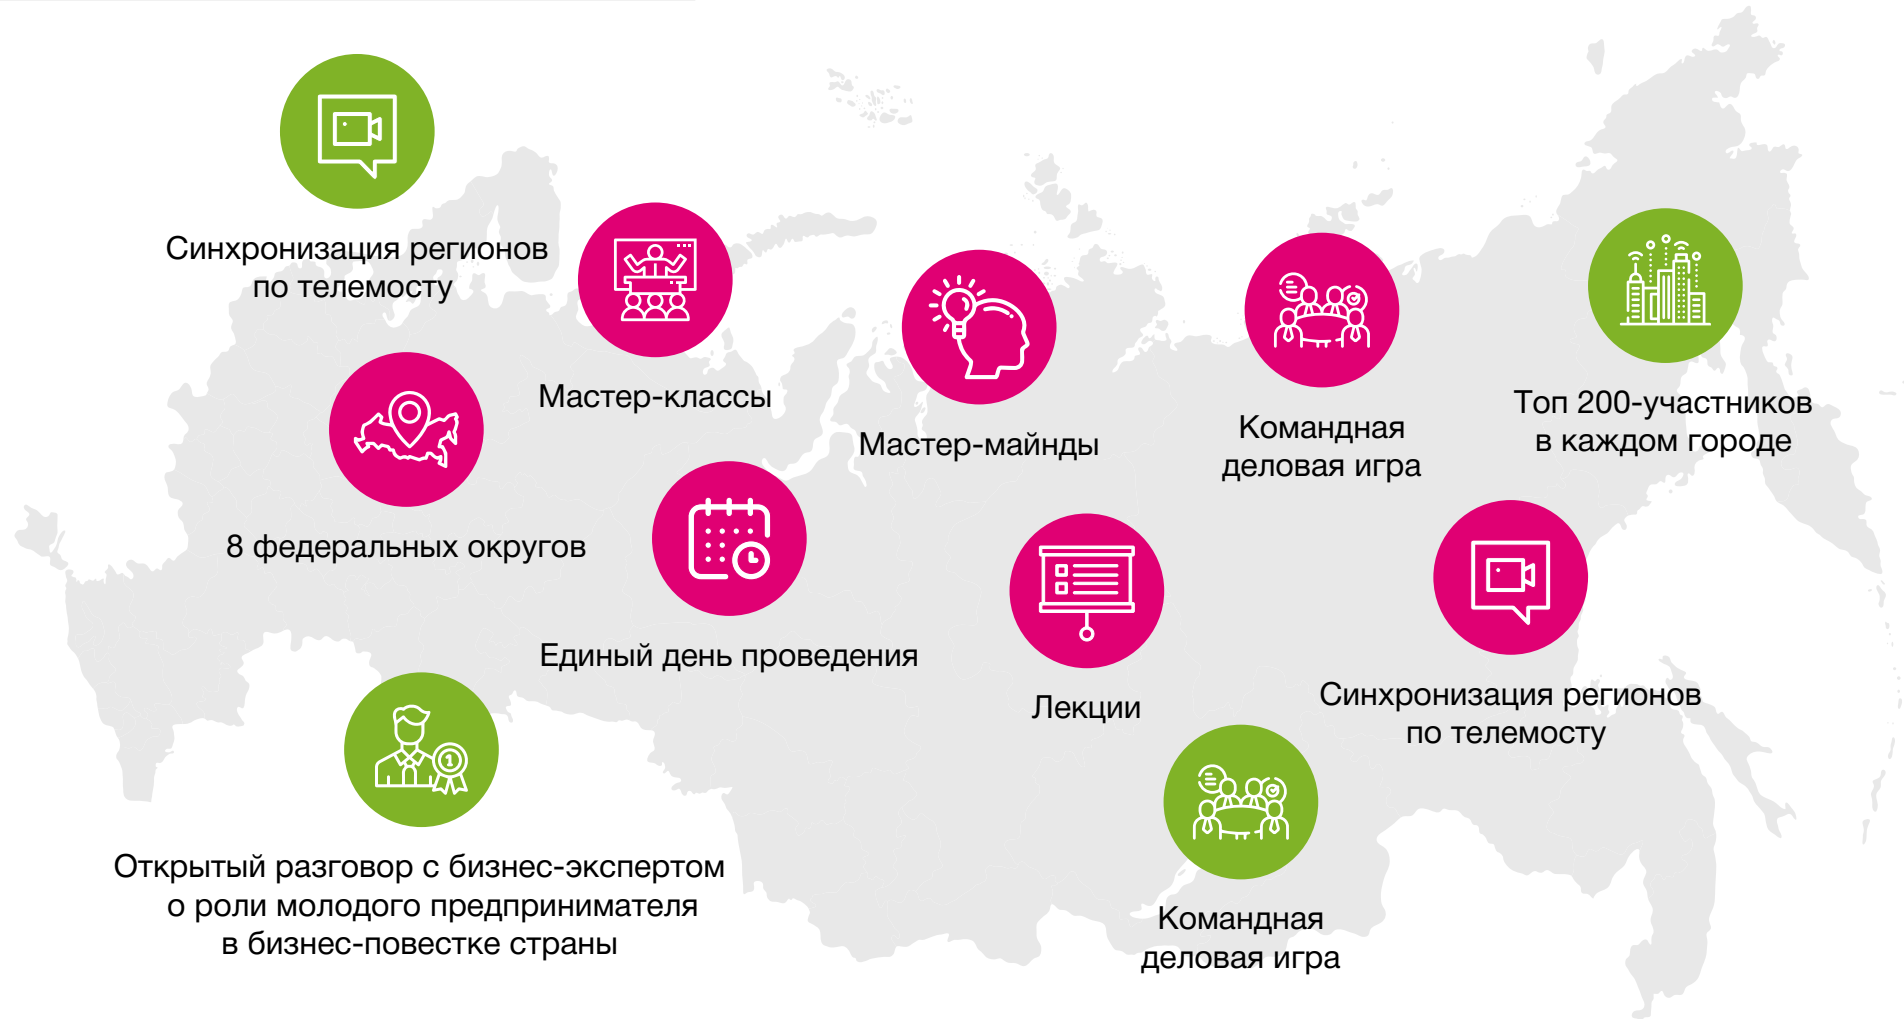 Синхронизация регионов
по телемосту
Мастер-классы
Мастер-майнды
Командная
деловая игра
Топ 200-участников
в каждом городе
8 федеральных округов
Единый день проведения
Лекции
Синхронизация регионов
по телемосту
Открытый разговор с бизнес-экспертом
о роли молодого предпринимателя
в бизнес-повестке страны
1
Командная
деловая игра